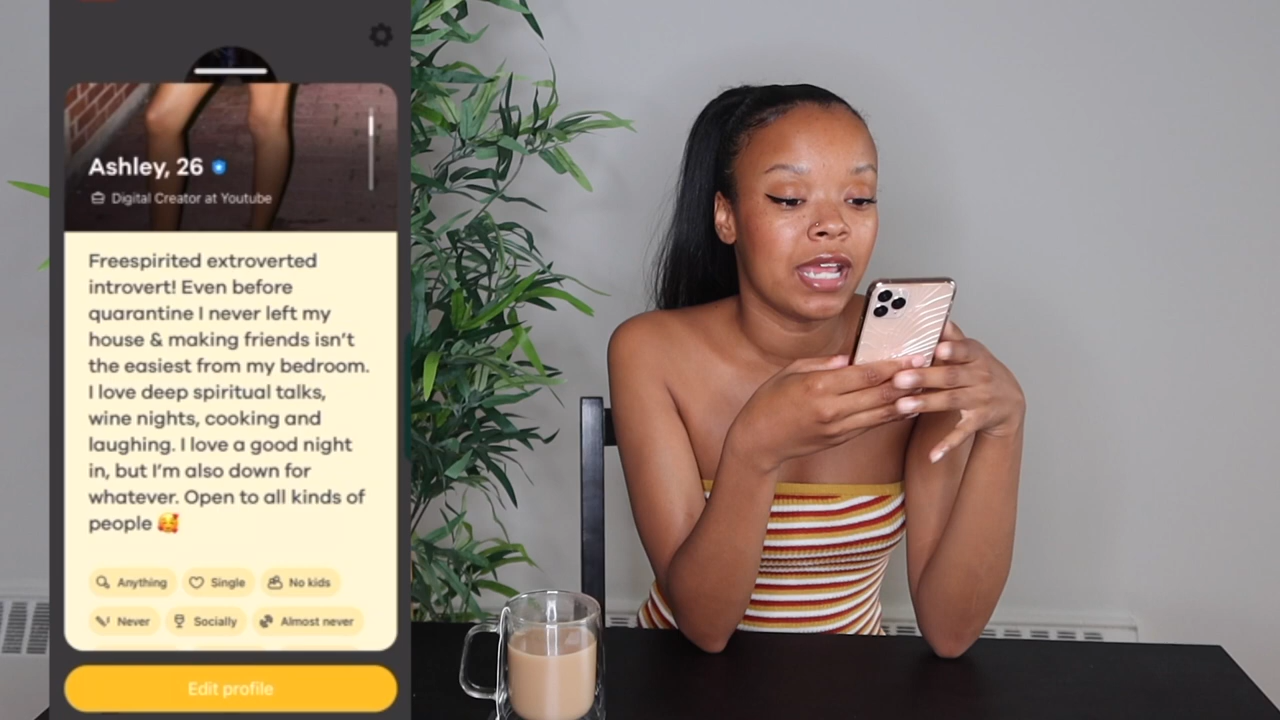 Ashley, 26
Digital Creator at Youtube
Freespirited extroverted
introvert! Even before
quarantine I never left my
house & making friends isn't
the easiest from my bedroom.
I love deep spiritual talks,
wine nights, cooking and
laughing. I love a good night
in, but I'm also down for
whatever. Open to all kinds of
people 🥰
Anything Single No kids
Never Socially Almost never
Edit profile